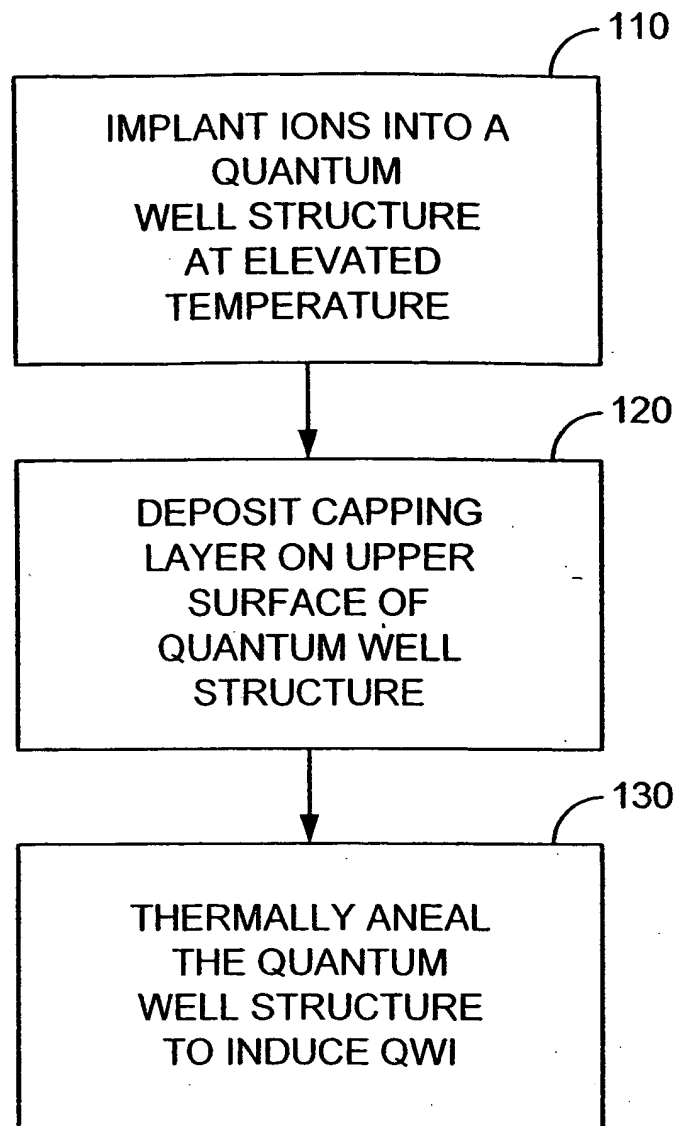 110
IMPLANT IONS INTO A
QUANTUM
WELL STRUCTURE
AT ELEVATED
TEMPERATURE
120
DEPOSIT CAPPING
LAYER ON UPPER
SURFACE OF
QUANTUM WELL
STRUCTURE
130
THERMALLY ANEAL
THE QUANTUM
WELL STRUCTURE
TO INDUCE QWI